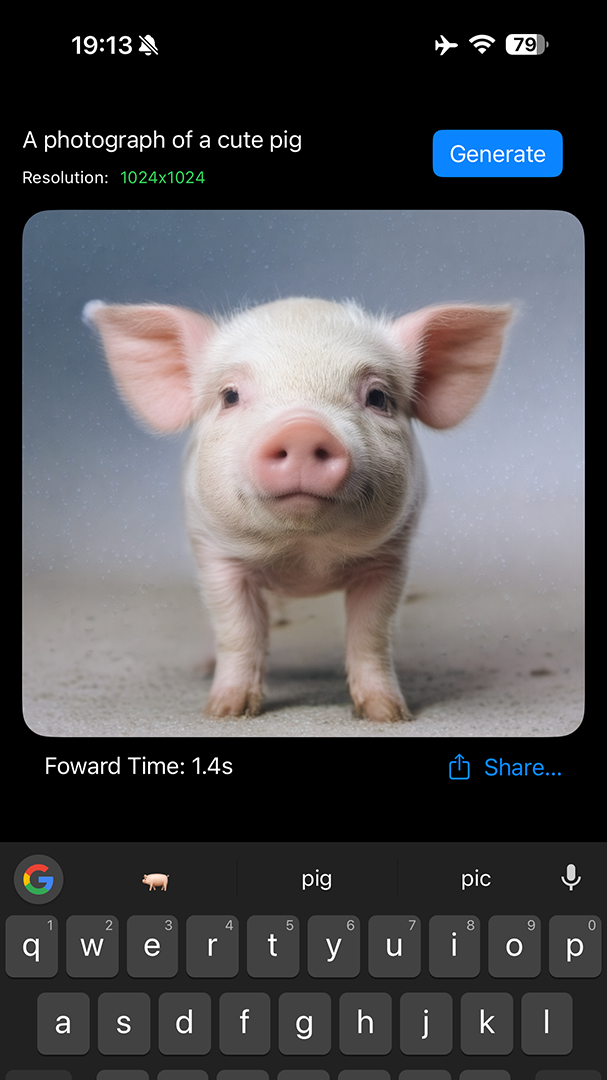 19:13
79
A photograph of a cute pig
Generate
Resolution: 1024x1024
Foward Time: 1.4s
Share...
pig
pic
1 2 3 4 5 6 7 8 9 0
q w e r t y u i o p
a s d f g h j k l